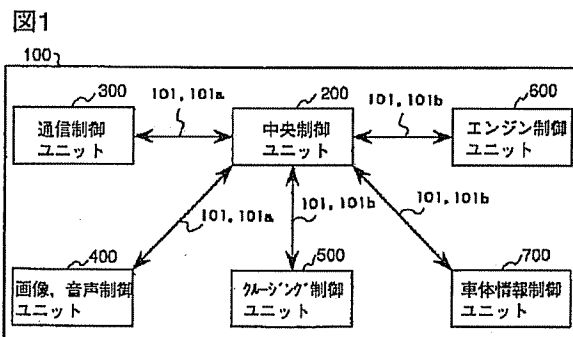 図1
100
300
101, 101a
200
101, 101b
600
通信制御
ユニット
中央制御
ユニット
エンジン制御
ユニット
101, 101a
101, 101b
101, 101b
400
500
700
画像, 音声制御
ユニット
クルージング制御
ユニット
車体情報制御
ユニット